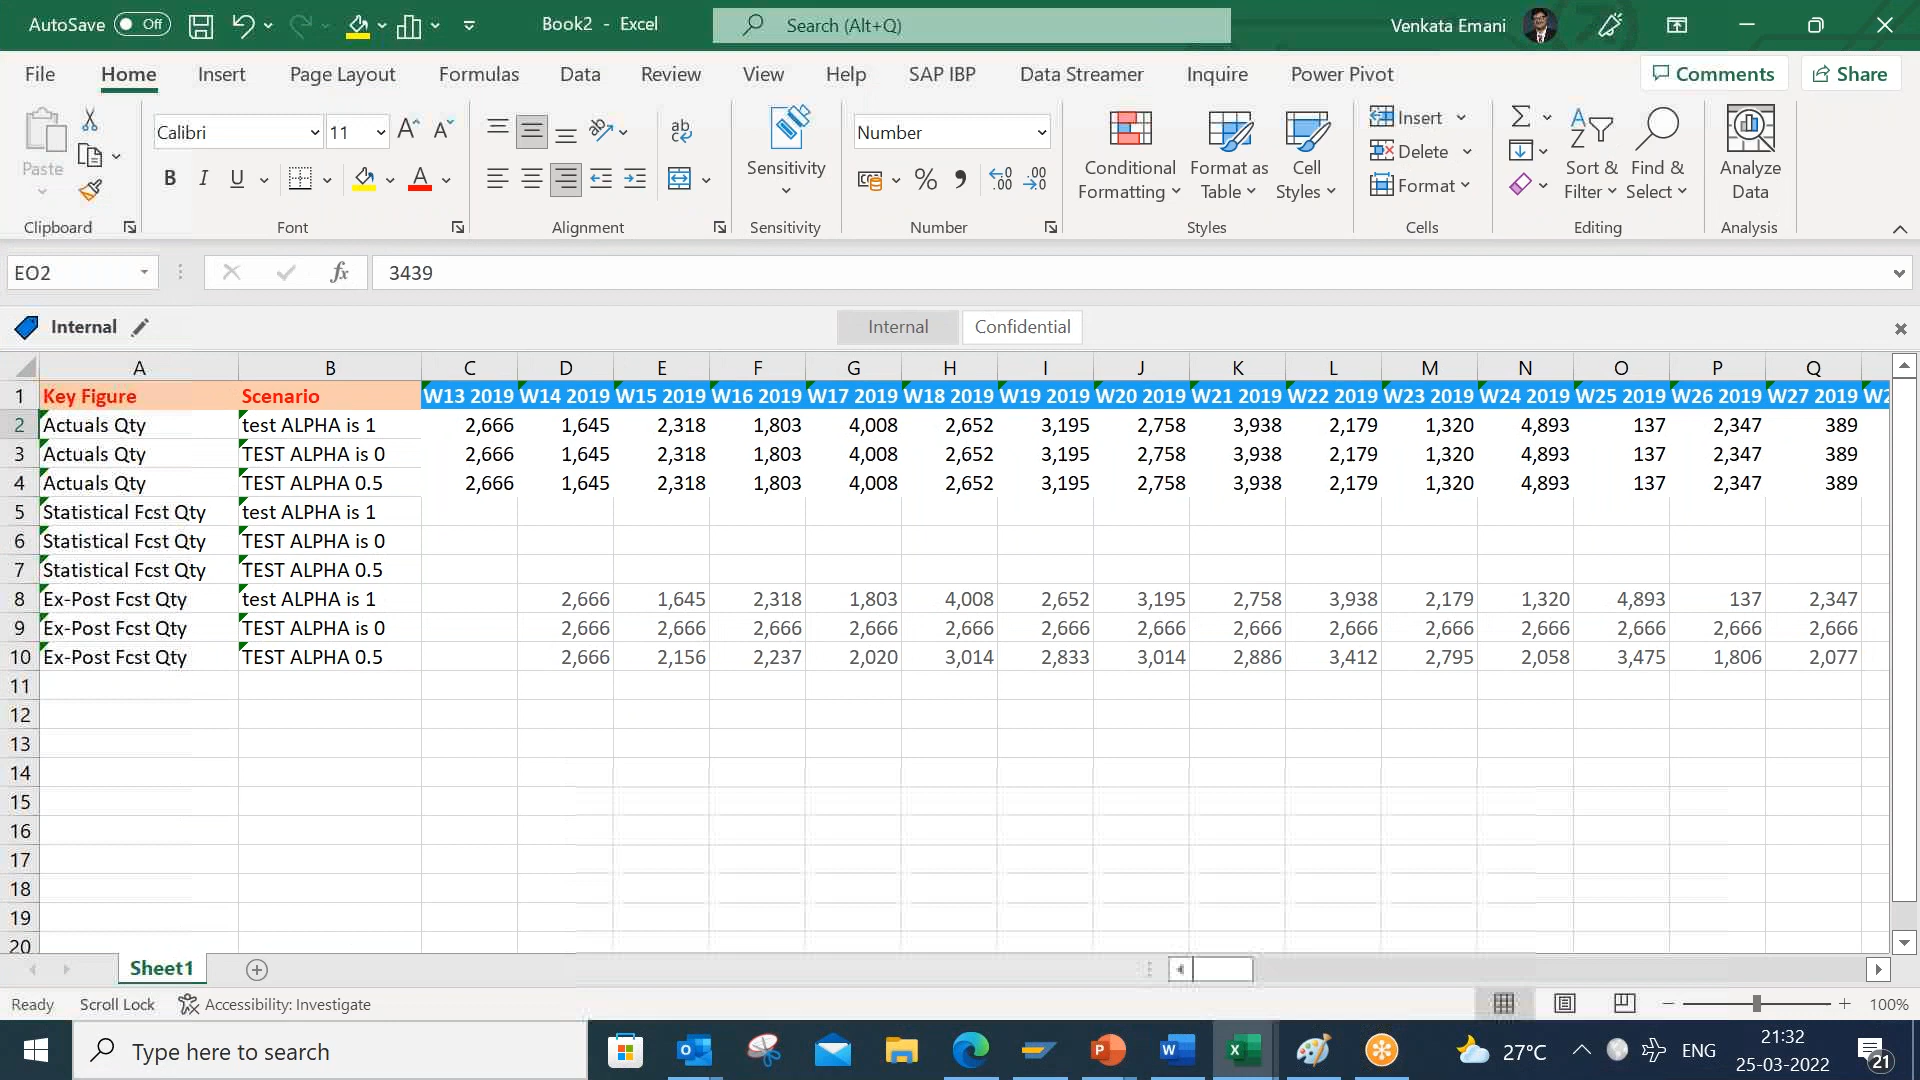 AutoSave Off Book2 - Excel Search (Alt+Q) Venkata Emani
File Home Insert Page Layout Formulas Data Review View Help SAP IBP Data Streamer Inquire Power Pivot Comments Share
Paste Calibri 11 A A ab Sensitivity Number Conditional Formatting Format as Table Cell Styles Insert Delete Format Sort & Filter Find & Select Analyze Data
B I U A % .00 .00
Clipboard Font Alignment Sensitivity Number Styles Cells Editing Analysis
EO2 fx 3439
Internal Internal Confidential
A B C D E F G H I J K L M N O P Q
1 Key Figure Scenario W13 2019 W14 2019 W15 2019 W16 2019 W17 2019 W18 2019 W19 2019 W20 2019 W21 2019 W22 2019 W23 2019 W24 2019 W25 2019 W26 2019 W27 2019 W2
2 Actuals Qty test ALPHA is 1 2,666 1,645 2,318 1,803 4,008 2,652 3,195 2,758 3,938 2,179 1,320 4,893 137 2,347 389
3 Actuals Qty TEST ALPHA is 0 2,666 1,645 2,318 1,803 4,008 2,652 3,195 2,758 3,938 2,179 1,320 4,893 137 2,347 389
4 Actuals Qty TEST ALPHA 0.5 2,666 1,645 2,318 1,803 4,008 2,652 3,195 2,758 3,938 2,179 1,320 4,893 137 2,347 389
5 Statistical Fcst Qty test ALPHA is 1
6 Statistical Fcst Qty TEST ALPHA is 0
7 Statistical Fcst Qty TEST ALPHA 0.5
8 Ex-Post Fcst Qty test ALPHA is 1 2,666 1,645 2,318 1,803 4,008 2,652 3,195 2,758 3,938 2,179 1,320 4,893 137 2,347
9 Ex-Post Fcst Qty TEST ALPHA is 0 2,666 2,666 2,666 2,666 2,666 2,666 2,666 2,666 2,666 2,666 2,666 2,666 2,666 2,666
10 Ex-Post Fcst Qty TEST ALPHA 0.5 2,666 2,156 2,237 2,020 3,014 2,833 3,014 2,886 3,412 2,795 2,058 3,475 1,806 2,077
11
12
13
14
15
16
17
18
19
20
Sheet1
Ready Scroll Lock Accessibility: Investigate 100%
Type here to search 27°C ENG 21:32
25-03-2022 21